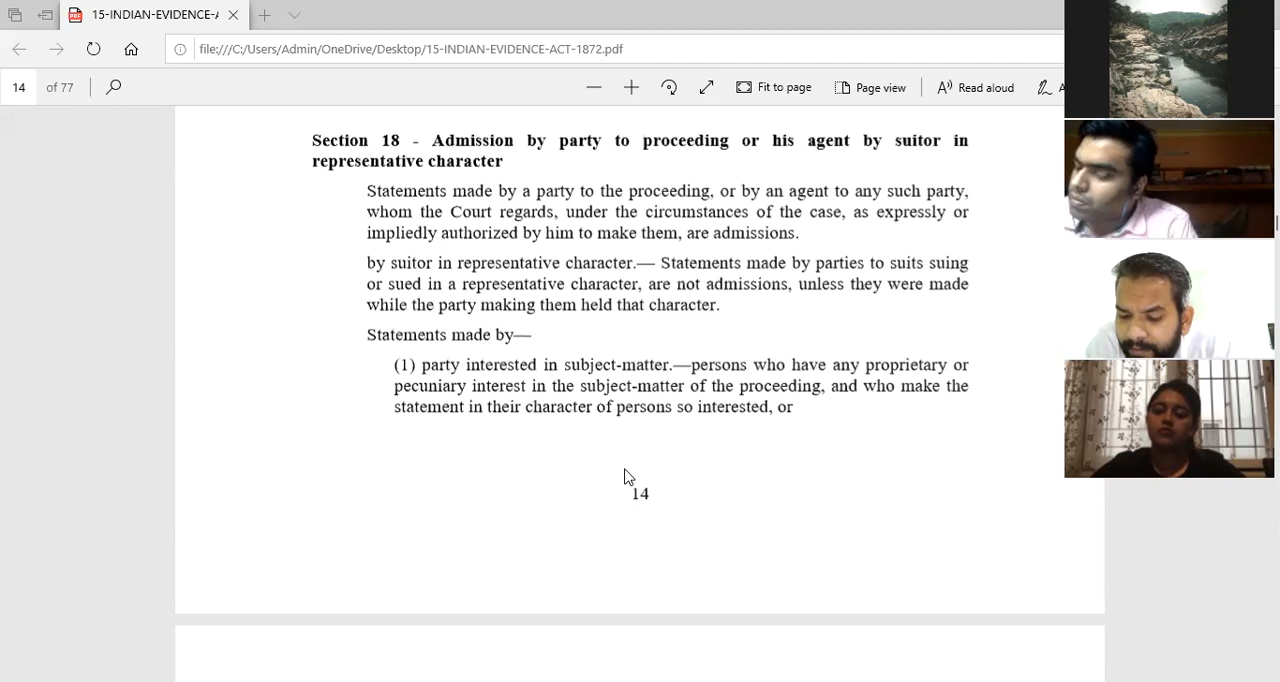 15-INDIAN-EVIDENCE-A
file:///C:/Users/Admin/OneDrive/Desktop/15-INDIAN-EVIDENCE-ACT-1872.pdf
14 of 77
Fit to page
Page view
A Read aloud
Section 18 - Admission by party to proceeding or his agent by suitor in
representative character
Statements made by a party to the proceeding, or by an agent to any such party,
whom the Court regards, under the circumstances of the case, as expressly or
impliedly authorized by him to make them, are admissions.
by suitor in representative character.— Statements made by parties to suits suing
or sued in a representative character, are not admissions, unless they were made
while the party making them held that character.
Statements made by—
(1) party interested in subject-matter.—persons who have any proprietary or
pecuniary interest in the subject-matter of the proceeding, and who make the
statement in their character of persons so interested, or
14